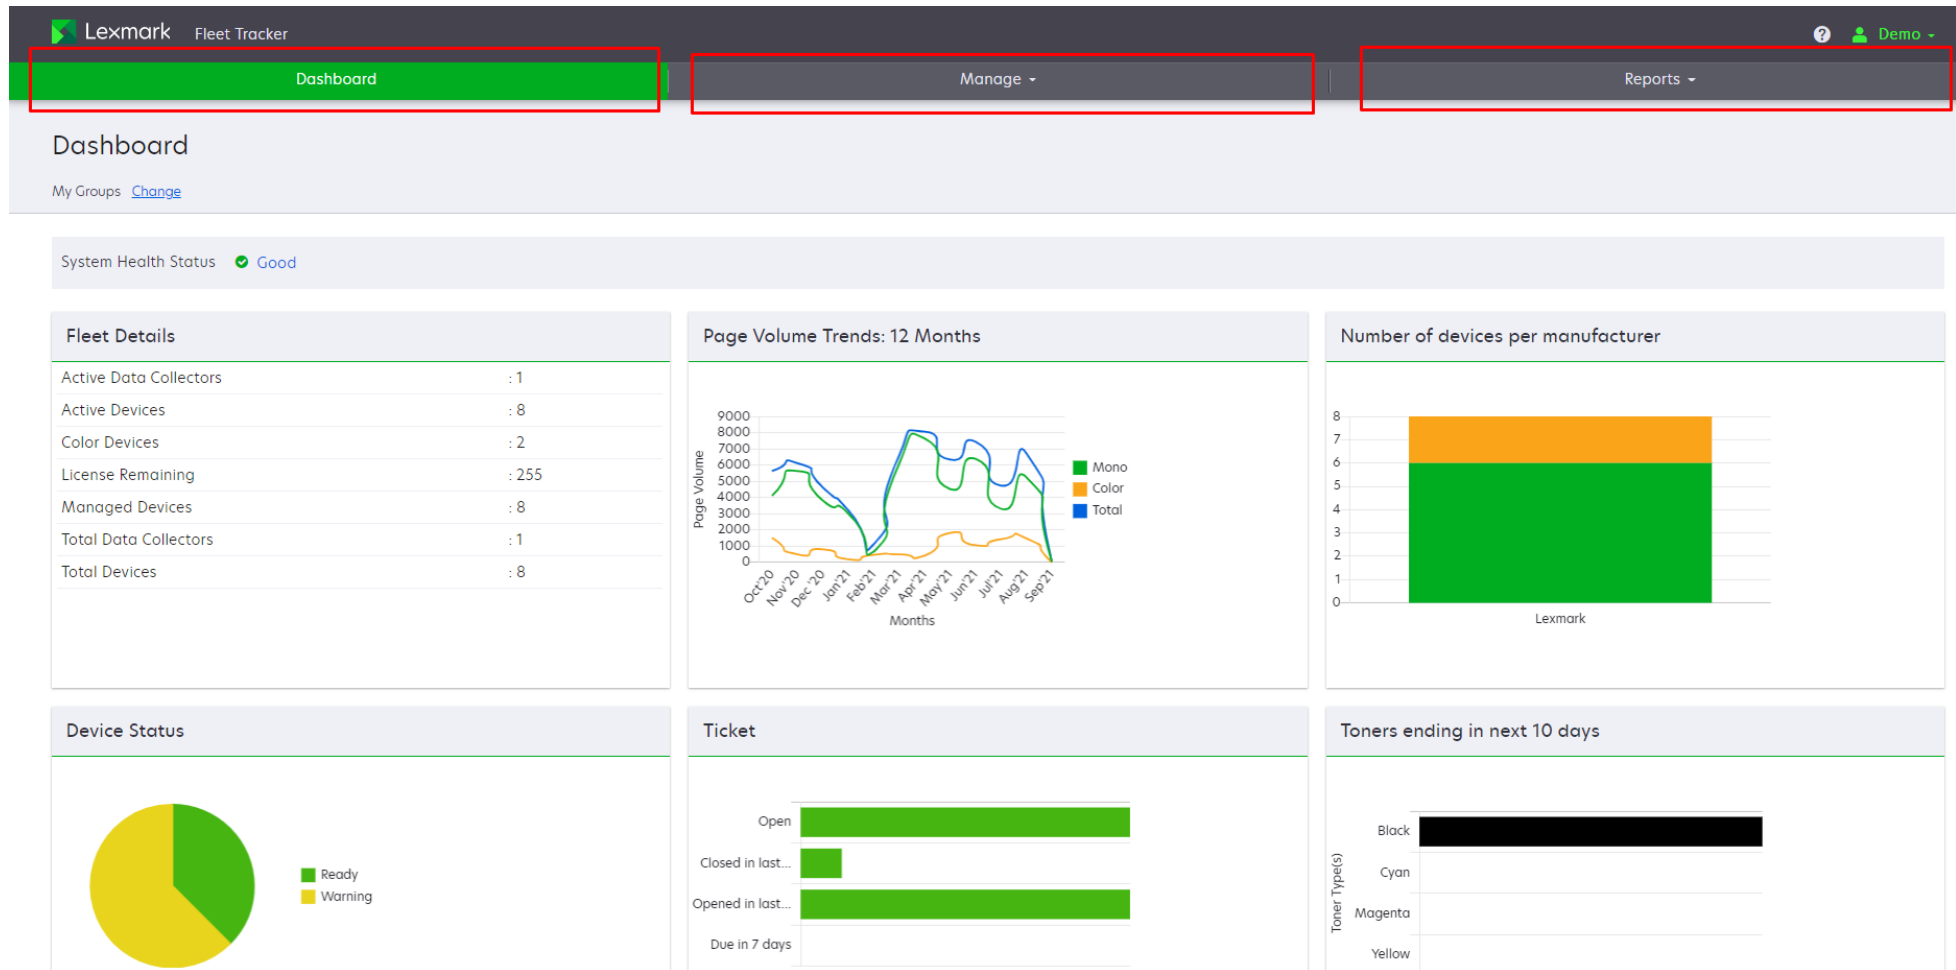 Lexmark Fleet Tracker
? Demo
Dashboard Manage Reports
Dashboard
My Groups Change
System Health Status Good
Fleet Details
Active Data Collectors : 1
Active Devices : 8
Color Devices : 2
License Remaining : 255
Managed Devices : 8
Total Data Collectors : 1
Total Devices : 8
Page Volume Trends: 12 Months
Page Volume
9000
8000
7000
6000
5000
4000
3000
2000
1000
0
Oct'20 Nov'20 Dec '20 Jan'21 Feb'21 Mar'21 Apr'21 May'21 Jun'21 Jul'21 Aug'21 Sep'21
Months
Mono
Color
Total
Number of devices per manufacturer
8
7
6
5
4
3
2
1
0
Lexmark
Device Status
Ready
Warning
Ticket
Open
Closed in last...
Opened in last...
Due in 7 days
Toners ending in next 10 days
Toner Type(s)
Black
Cyan
Magenta
Yellow